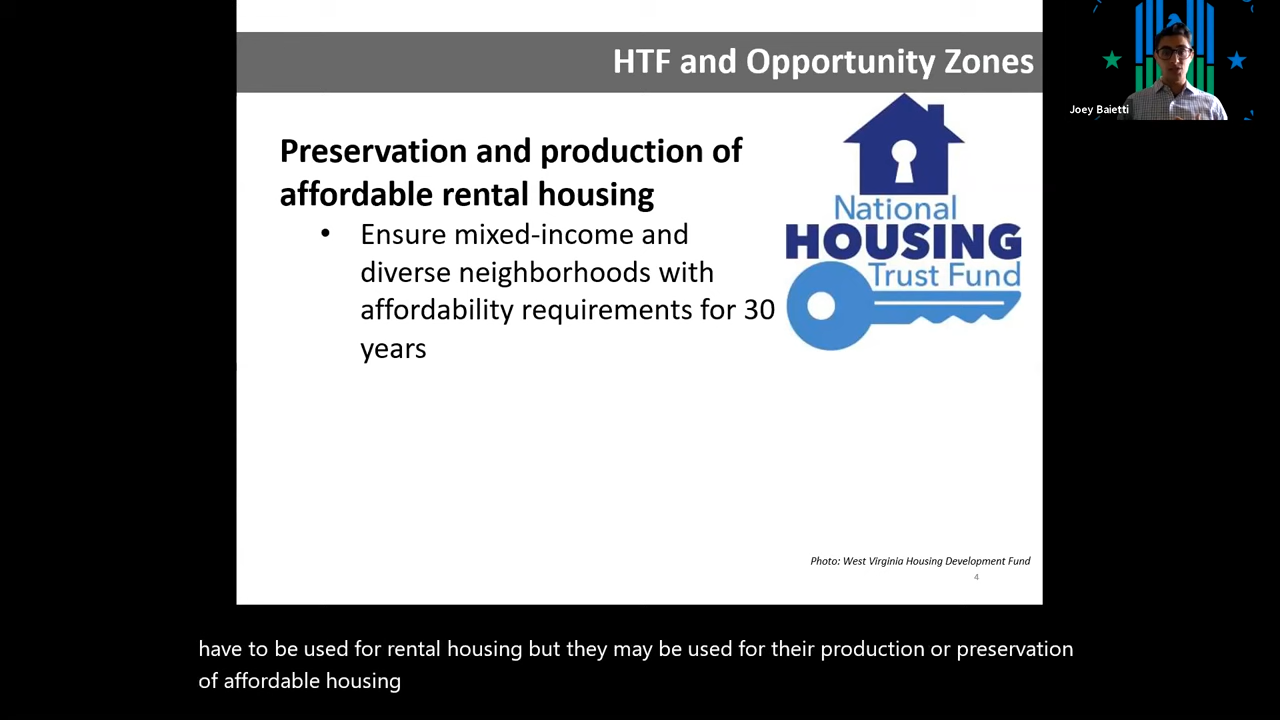 HTF and Opportunity Zones
Joey Baietti
Preservation and production of
affordable rental housing
• Ensure mixed-income and
diverse neighborhoods with
affordability requirements for 30
years
National
HOUSING
Trust Fund
Photo: West Virginia Housing Development Fund
4
have to be used for rental housing but they may be used for their production or preservation
of affordable housing